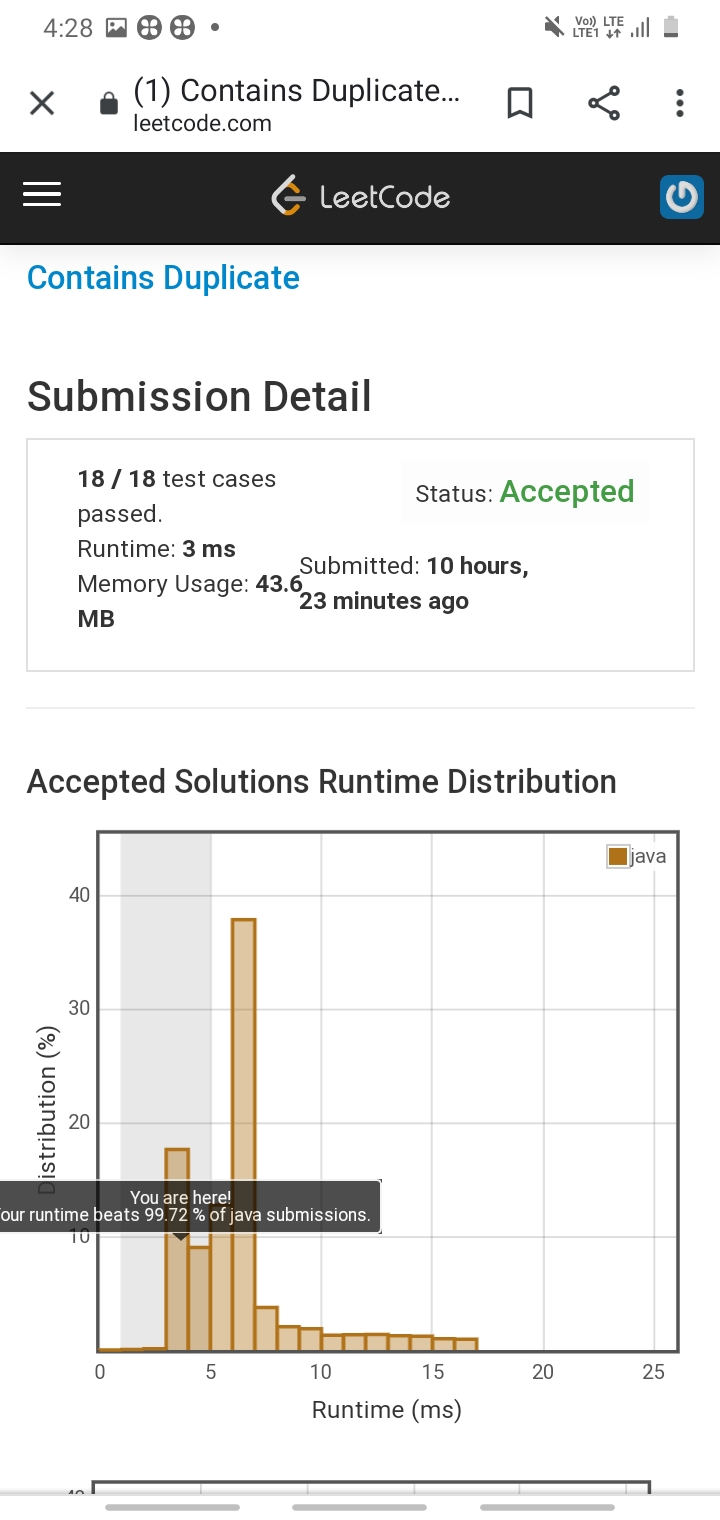 4:28
Vo)) LTE
LTE1
(1) Contains Duplicate...
leetcode.com
LeetCode
Contains Duplicate
Submission Detail
18 / 18 test cases
passed.
Status: Accepted
Runtime: 3 ms
Memory Usage: 43.6
MB
Submitted: 10 hours,
23 minutes ago
Accepted Solutions Runtime Distribution
java
40
30
20
10
Distribution (%)
You are here!
our runtime beats 99.72 % of java submissions.
0 5 10 15 20 25
Runtime (ms)